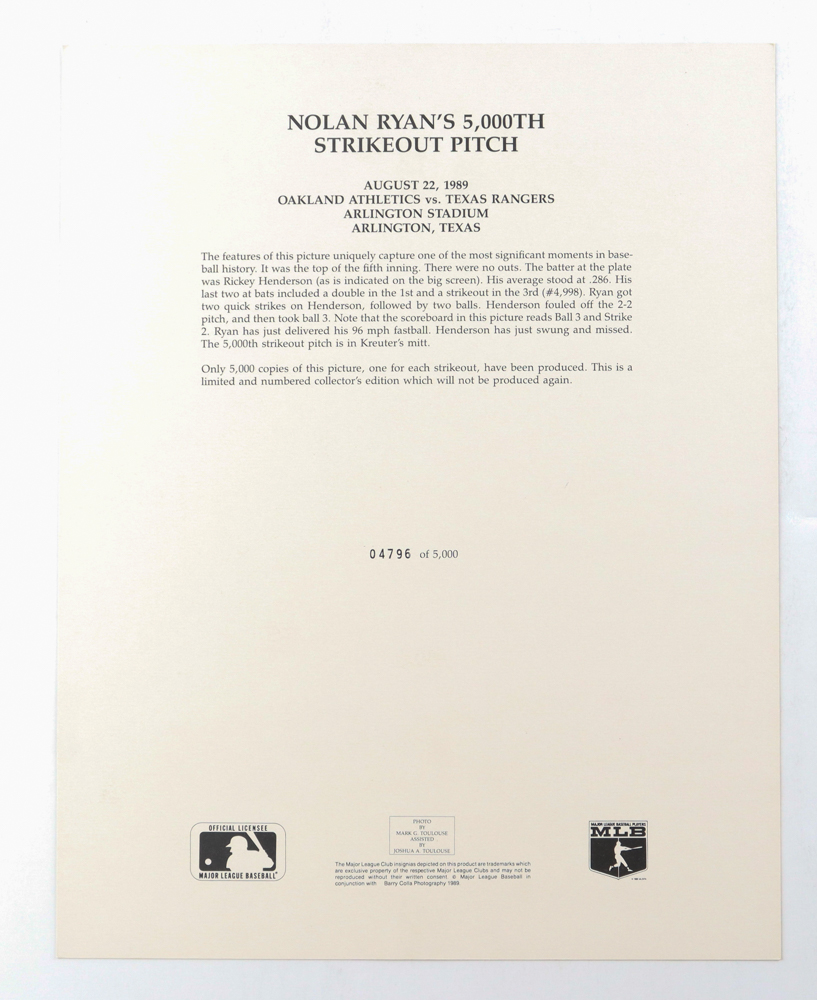 NOLAN RYAN'S 5,000TH
STRIKEOUT PITCH
AUGUST 22, 1989
OAKLAND ATHLETICS vs. TEXAS RANGERS
ARLINGTON STADIUM
ARLINGTON, TEXAS
The features of this picture uniquely capture one of the most significant moments in base-
ball history. It was the top of the fifth inning. There were no outs. The batter at the plate
was Rickey Henderson (as is indicated on the big screen). His average stood at .286. His
last two at bats included a double in the 1st and a strikeout in the 3rd (#4,998). Ryan got
two quick strikes on Henderson, followed by two balls. Henderson fouled off the 2-2
pitch, and then took ball 3. Note that the scoreboard in this picture reads Ball 3 and Strike
2. Ryan has just delivered his 96 mph fastball. Henderson has just swung and missed.
The 5,000th strikeout pitch is in Kreuter's mitt.
Only 5,000 copies of this picture, one for each strikeout, have been produced. This is a
limited and numbered collector's edition which will not be produced again.
04796 of 5,000
OFFICIAL LICENSEE
MAJOR LEAGUE BASEBALL
PHOTO
BY
MARK G. TOULOUSE
ASSISTED
BY
JOSHUA A. TOULOUSE
The Major League Club insignias depicted on this product are trademarks which
are exclusive property of the respective Major League Clubs and may not be
reproduced without their written consent © Major League Baseball in
conjunction with Barry Colla Photography 1989.
MAJOR LEAGUE BASEBALL PLAYERS
MLB